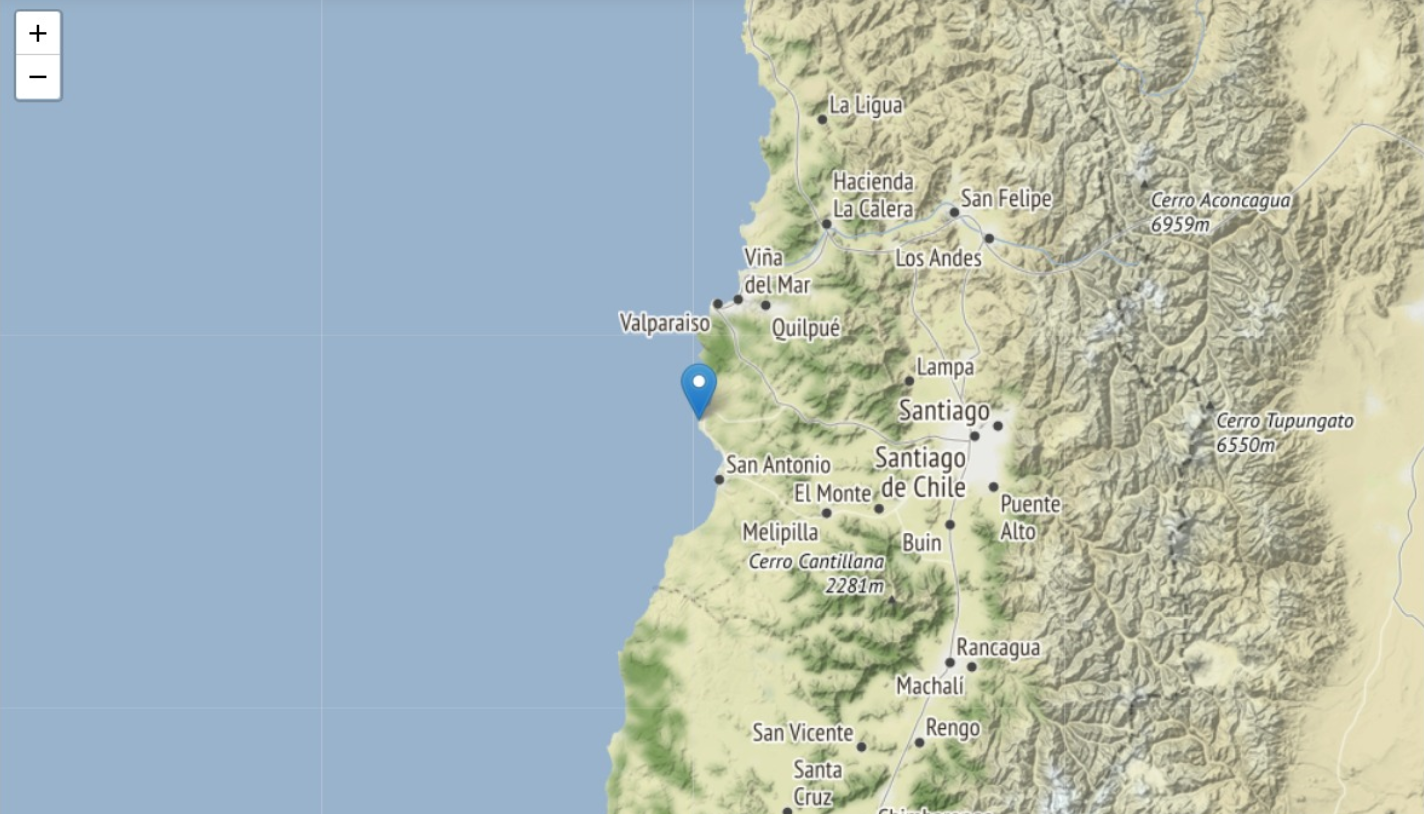 +
−
La Ligua
Hacienda
La Calera
San Felipe
Cerro Aconcagua
6959m
Los Andes
Viña
del Mar
Valparaiso
Quilpué
Lampa
Santiago
Cerro Tupungato
6550m
San Antonio
Santiago
de Chile
El Monte
Puente
Alto
Melipilla
Buin
Cerro Cantillana
2281m
Rancagua
Machalí
Rengo
San Vicente
Santa
Cruz